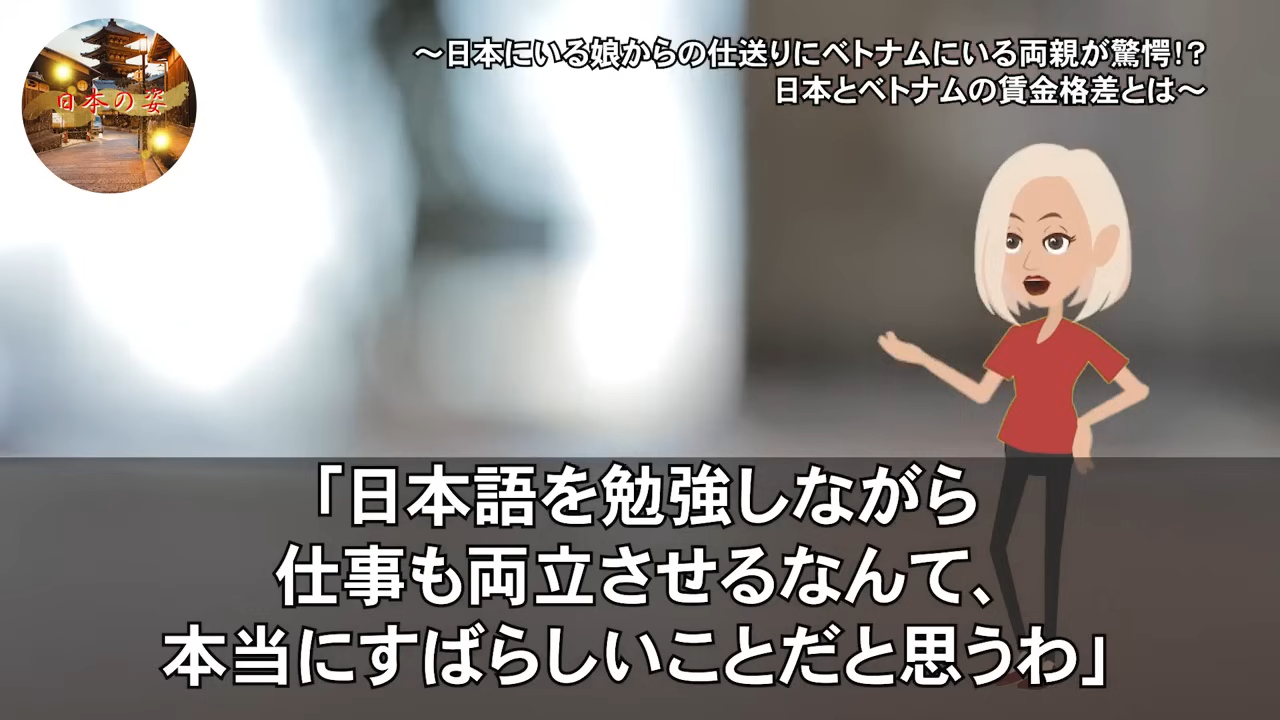 日本の姿
～日本にいる娘からの仕送りにベトナムにいる両親が驚愕!?
日本とベトナムの賃金格差とは～
「日本語を勉強しながら
仕事も両立させるなんて、
本当にすばらしいことだと思うわ」